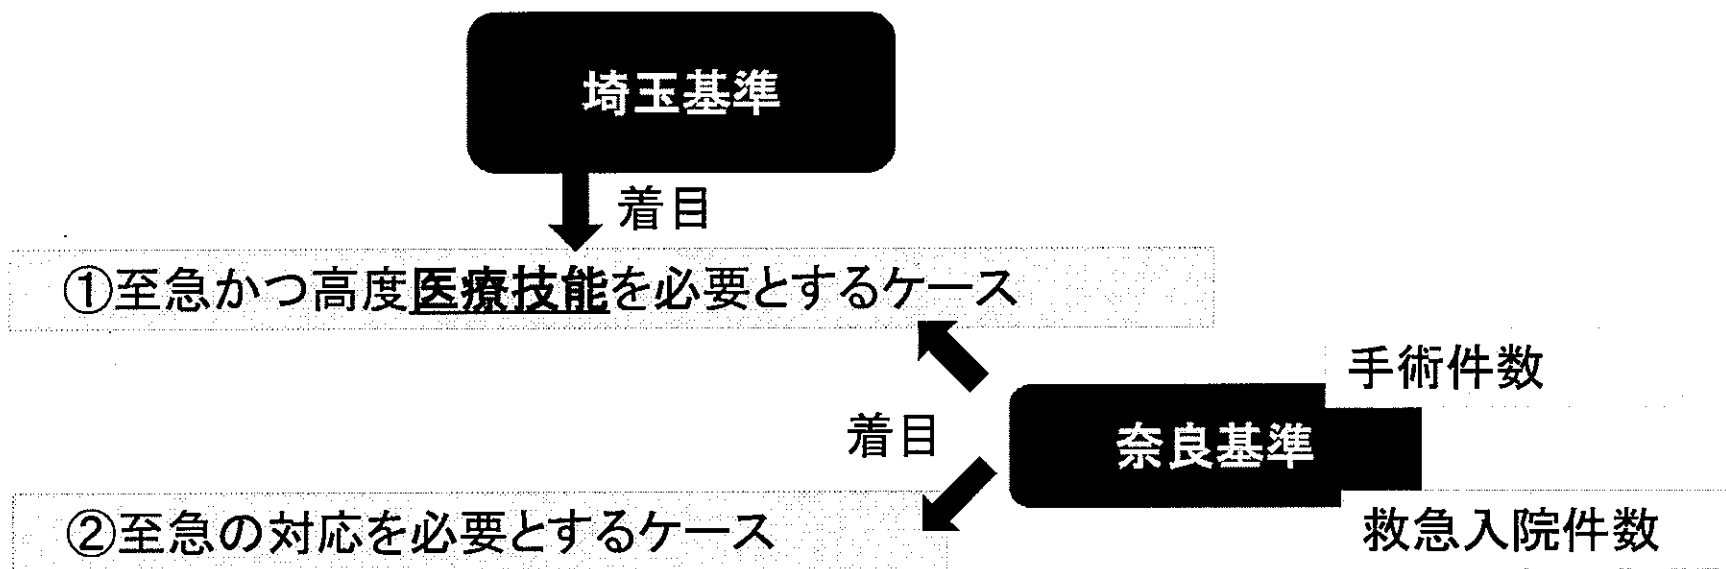 埼玉基準
着目
①至急かつ高度医療技能を必要とするケース
手術件数
着目
奈良基準
②至急の対応を必要とするケース
救急入院件数